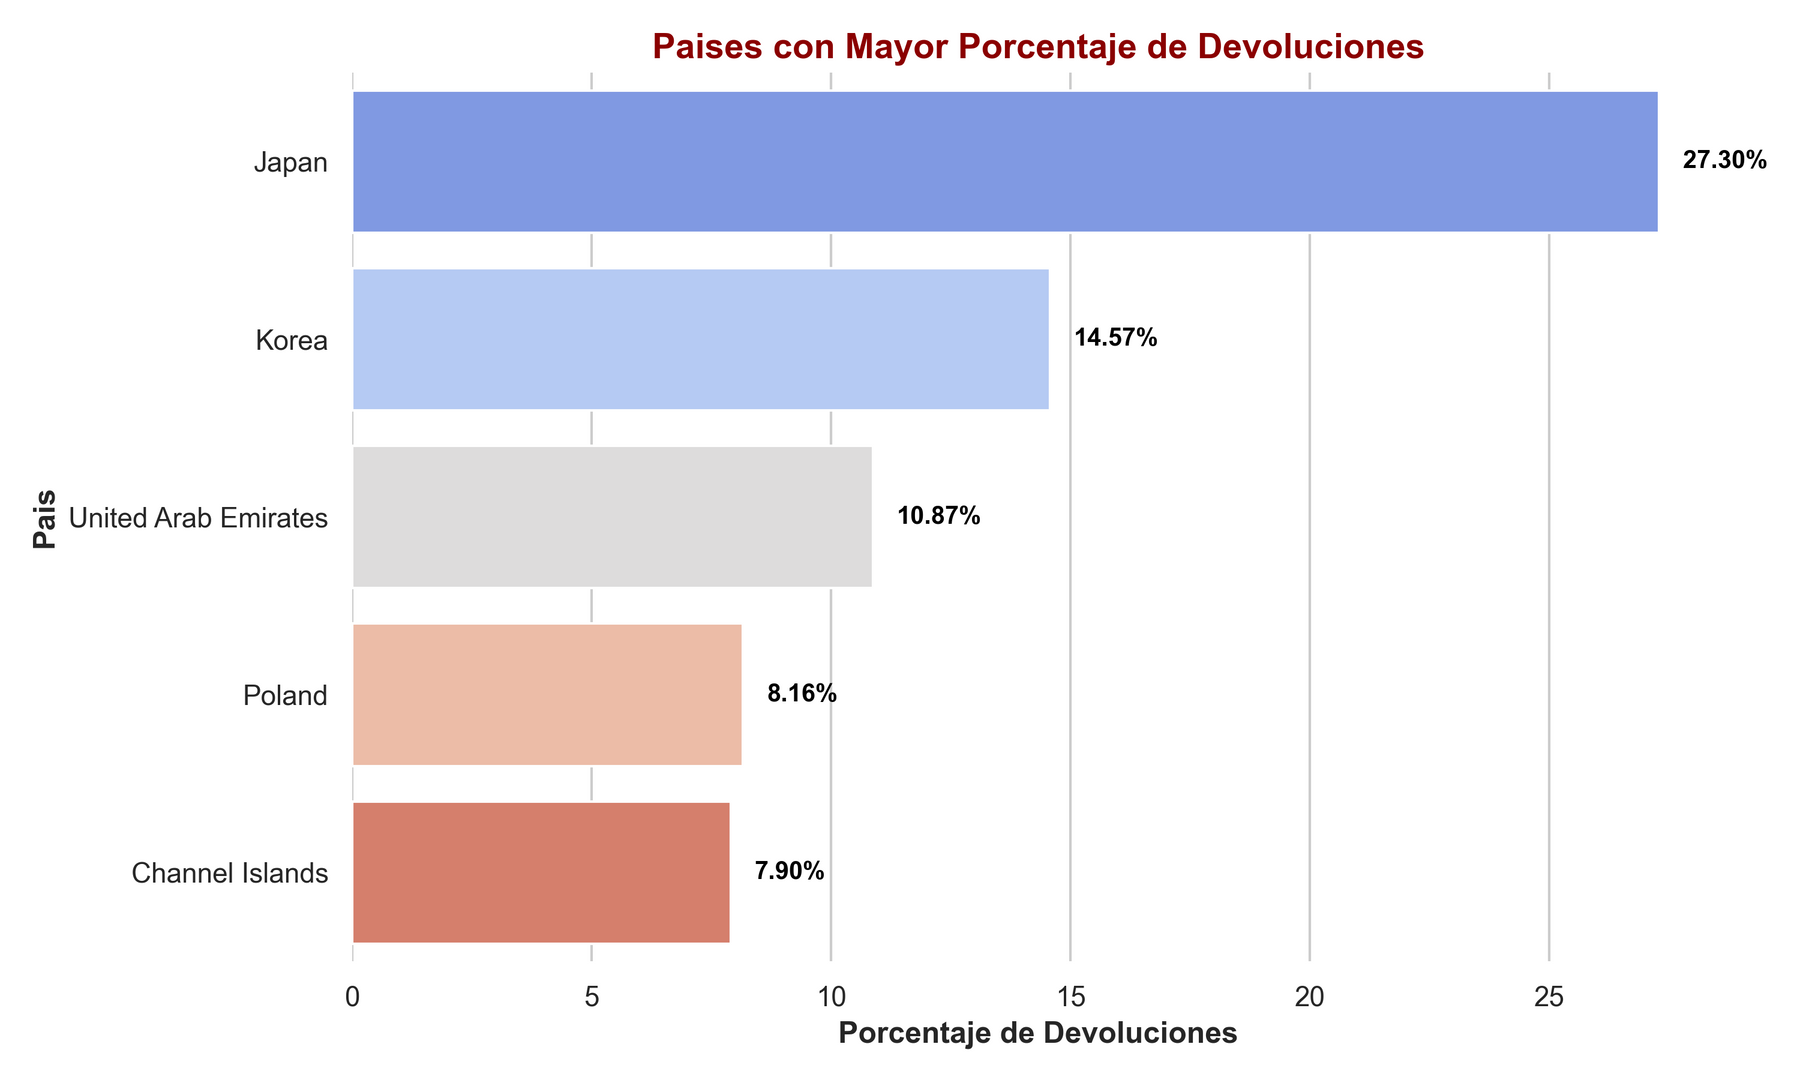 Paises con Mayor Porcentaje de Devoluciones
Japan
27.30%
Korea
14.57%
Pais
United Arab Emirates
10.87%
Poland
8.16%
Channel Islands
7.90%
0 5 10 15 20 25
Porcentaje de Devoluciones